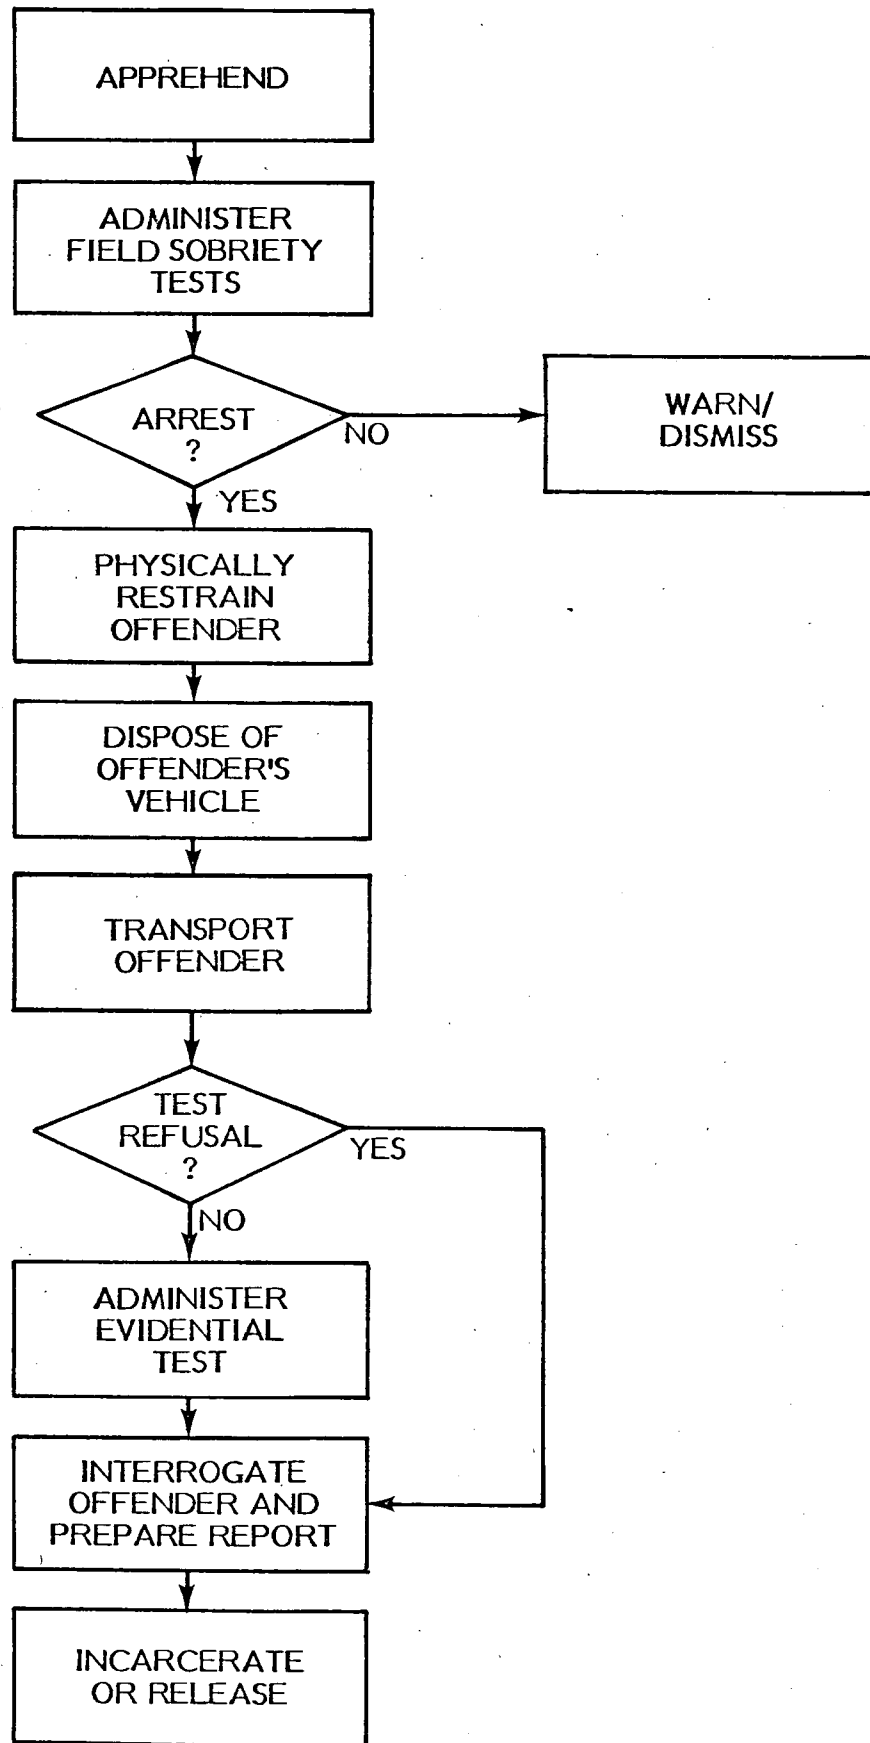 APPREHEND
ADMINISTER
FIELD SOBRIETY
TESTS
ARREST
?
NO
WARN/
DISMISS
YES
PHYSICALLY
RESTRAIN
OFFENDER
DISPOSE OF
OFFENDER'S
VEHICLE
TRANSPORT
OFFENDER
TEST
REFUSAL
?
YES
NO
ADMINISTER
EVIDENTIAL
TEST
INTERROGATE
OFFENDER AND
PREPARE REPORT
INCARCERATE
OR RELEASE